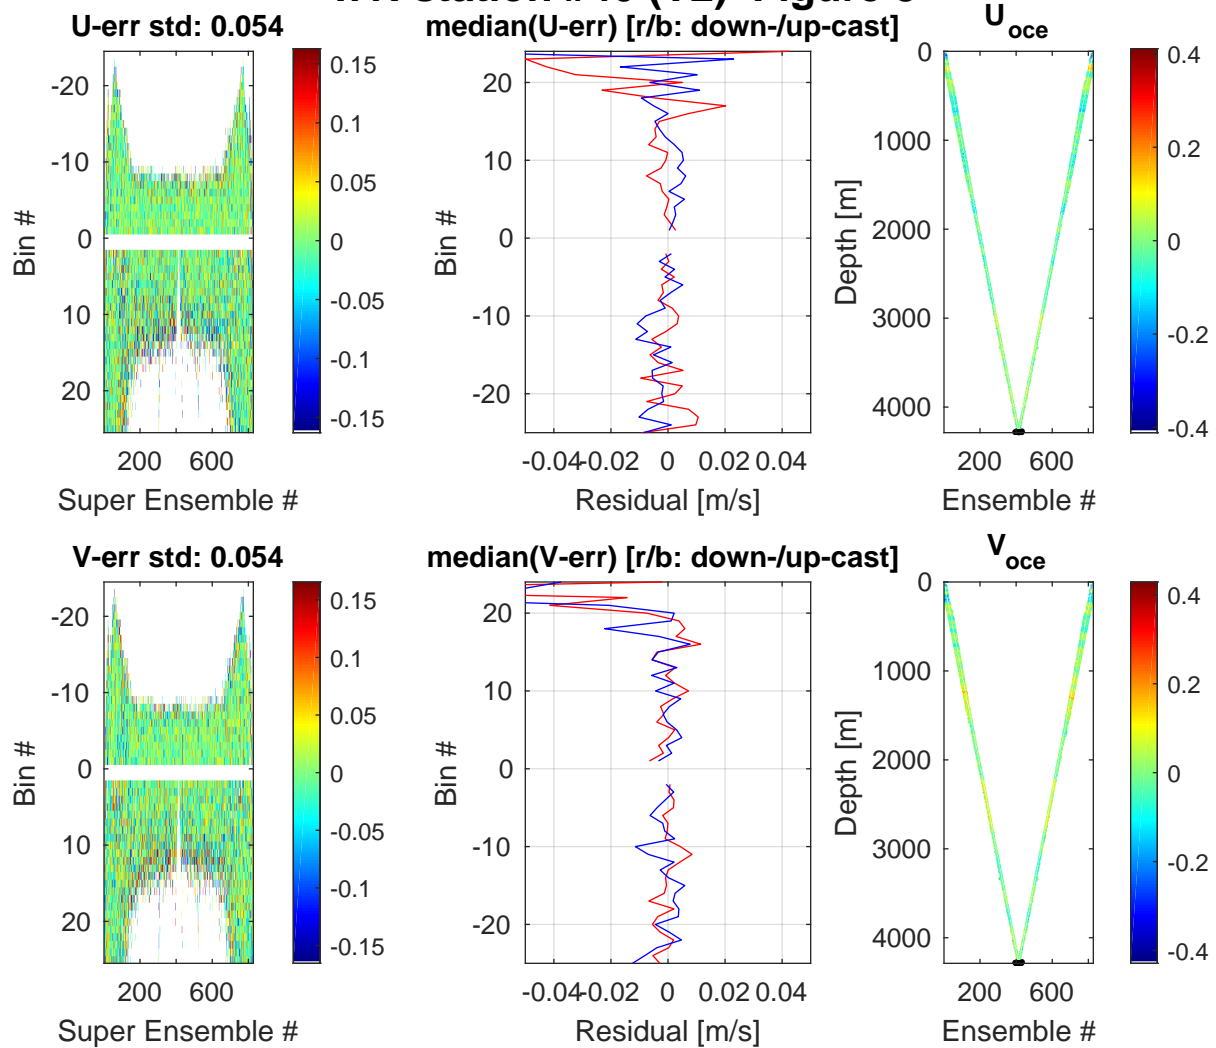 U-err std: 0.054
median(U-err) [r/b: down-/up-cast]
U oce
-20
-10
0
10
20
Bin #
200 600
Super Ensemble #
0.15
0.1
0.05
0
-0.05
-0.1
-0.15
20
10
0
-10
-20
Bin #
-0.04 -0.02 0 0.02 0.04
Residual [m/s]
0
1000
2000
3000
4000
Depth [m]
200 600
Ensemble #
0.4
0.2
0
-0.2
-0.4
V-err std: 0.054
median(V-err) [r/b: down-/up-cast]
V oce
-20
-10
0
10
20
Bin #
200 600
Super Ensemble #
0.15
0.1
0.05
0
-0.05
-0.1
-0.15
20
10
0
-10
-20
Bin #
-0.04 -0.02 0 0.02 0.04
Residual [m/s]
0
1000
2000
3000
4000
Depth [m]
200 600
Ensemble #
0.4
0.2
0
-0.2
-0.4